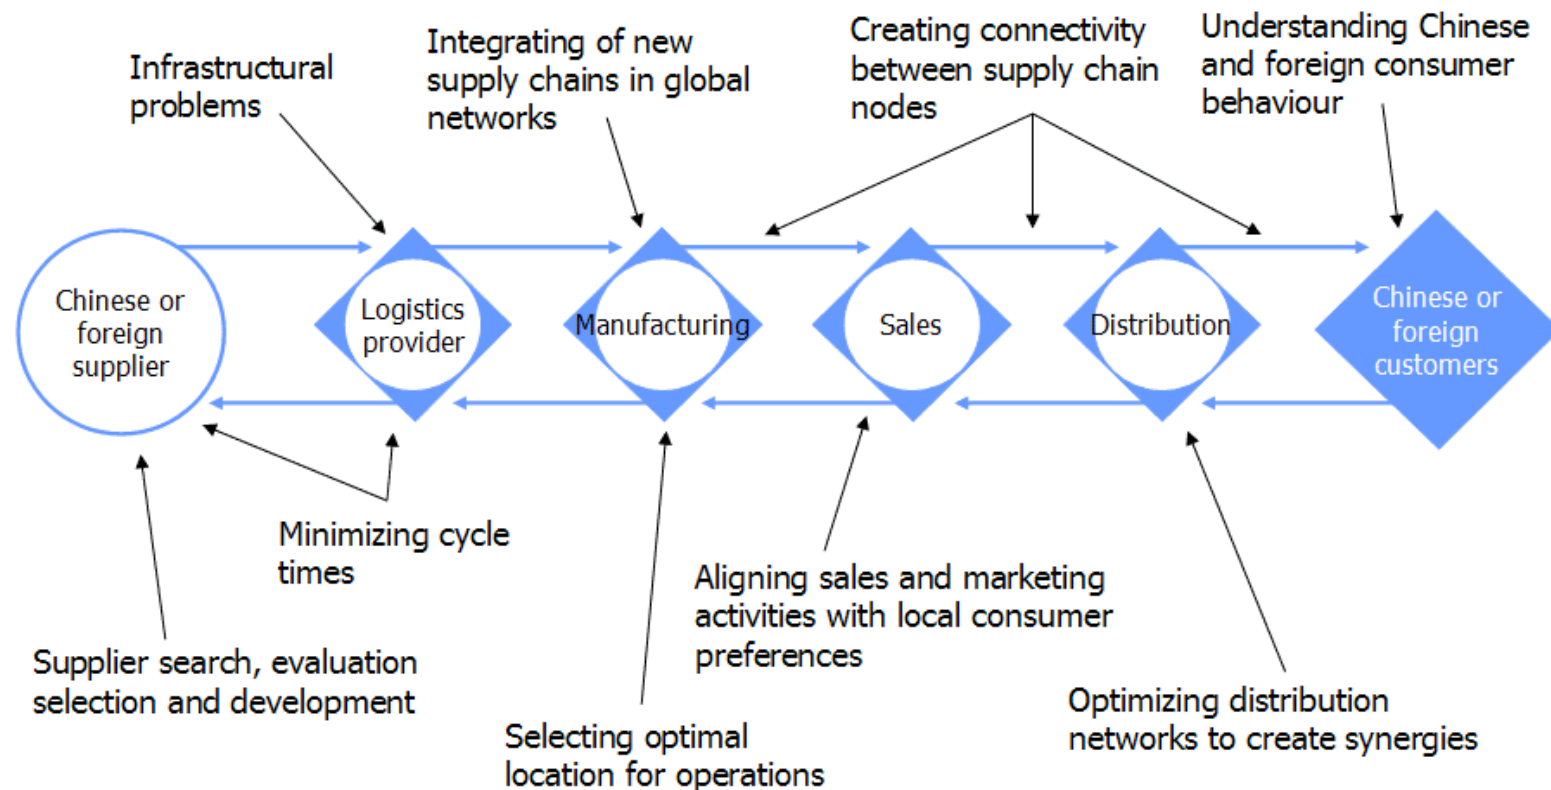 Infrastructural
problems
Integrating of new
supply chains in global
networks
Creating connectivity
between supply chain
nodes
Understanding Chinese
and foreign consumer
behaviour
Chinese or
foreign
supplier
Logistics
provider
Manufacturing
Sales
Distribution
Chinese or
foreign
customers
Minimizing cycle
times
Supplier search, evaluation
selection and development
Selecting optimal
location for operations
Aligning sales and marketing
activities with local consumer
preferences
Optimizing distribution
networks to create synergies